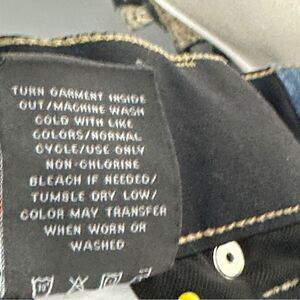 TURN GARMENT INSIDE
OUT/MACHINE WASH
COLD WITH LIKE
COLORS/NORMAL
CYCLE/USE ONLY
NON-CHLORINE
BLEACH IF NEEDED/
TUMBLE DRY LOW/
COLOR MAY TRANSFER
WHEN WORN OR
WASHED